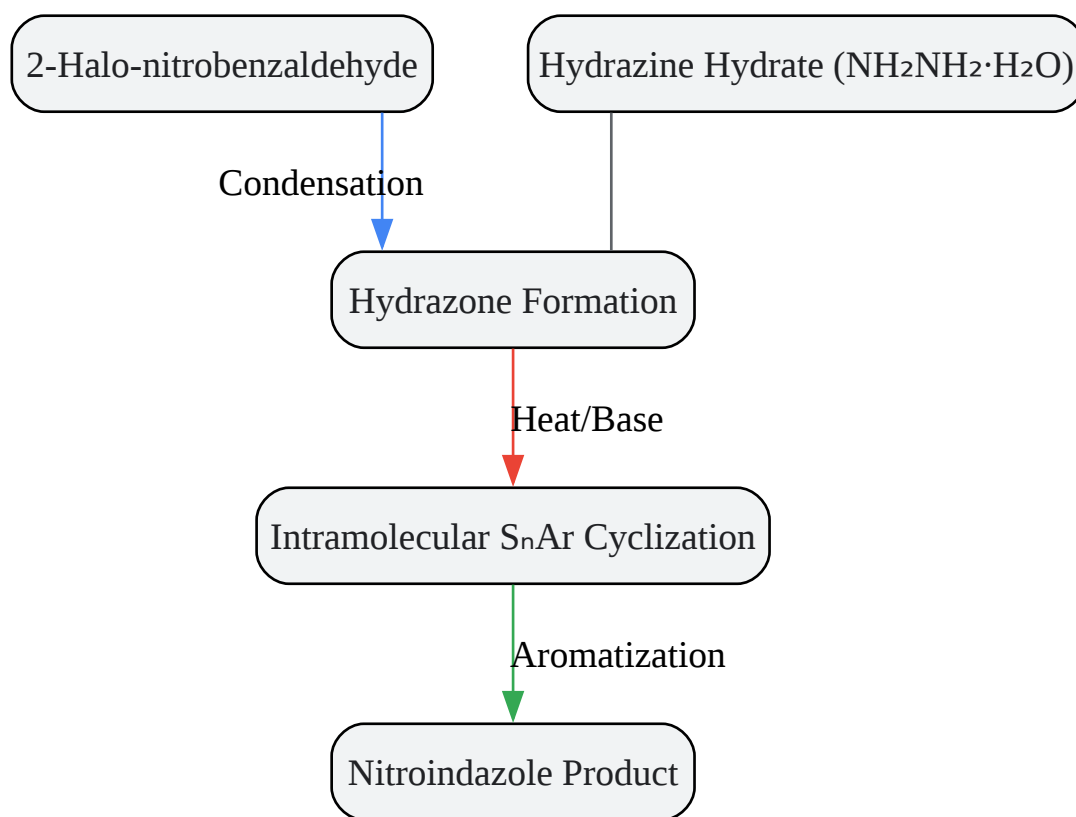 2-Halo-nitrobenzaldehyde
Hydrazine Hydrate (NH₂NH₂·H₂O)
Condensation
Hydrazone Formation
Heat/Base
Intramolecular SₙAr Cyclization
Aromatization
Nitroindazole Product